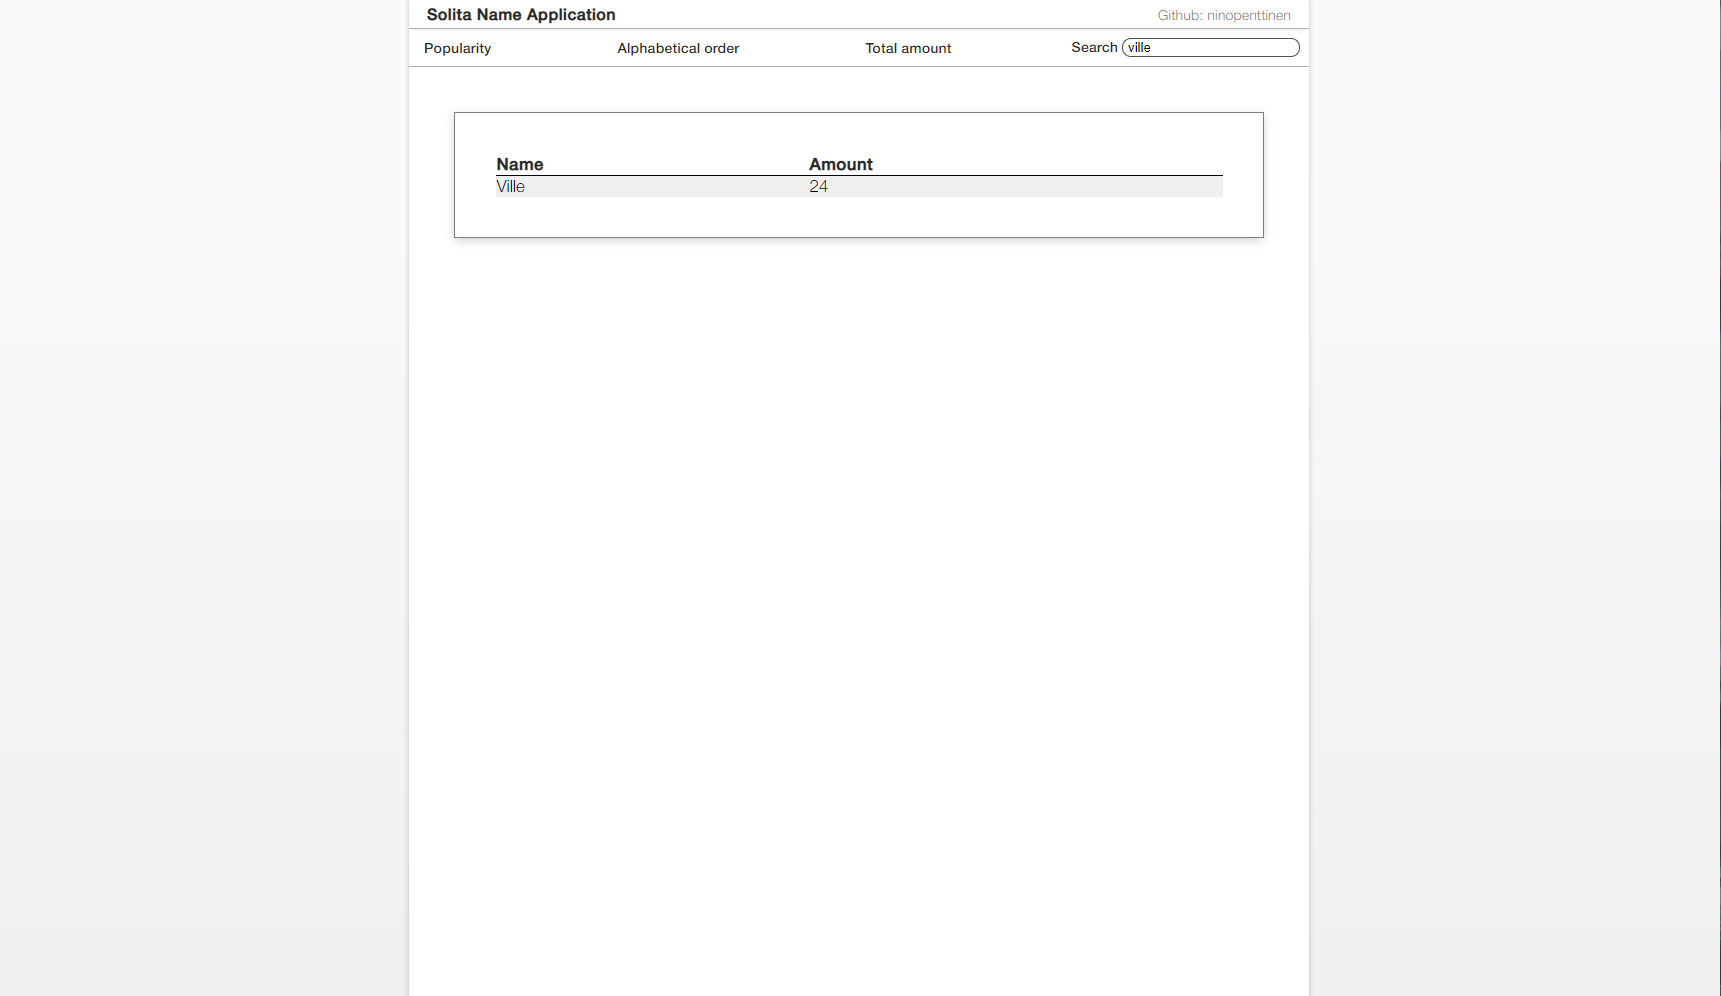 Solita Name Application
Github: ninopenttinen
Popularity Alphabetical order Total amount Search ville
Name Amount
Ville 24